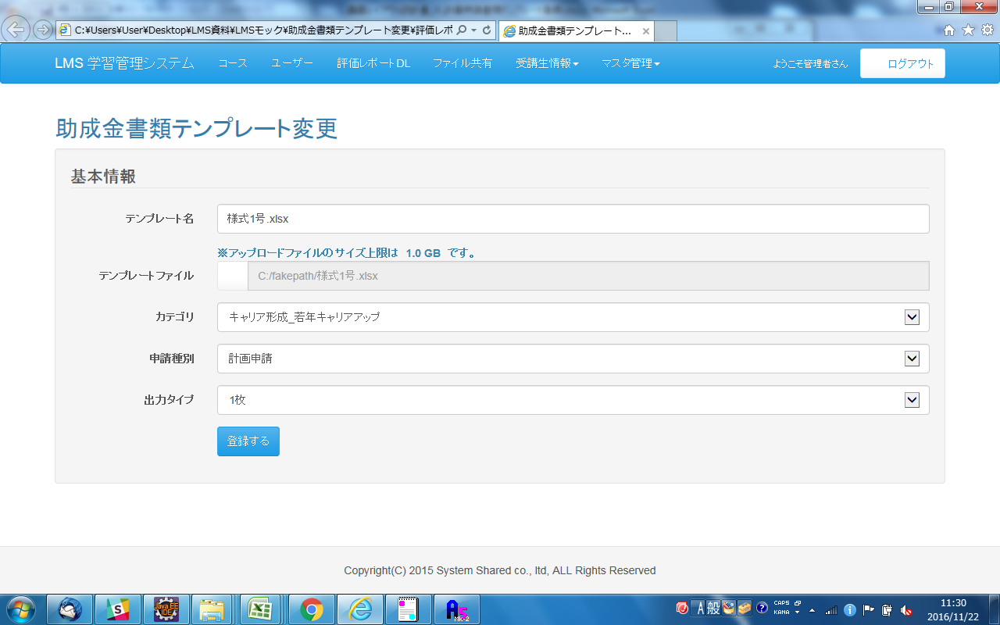 C:¥Users¥User¥Desktop¥LMS資料¥LMSモック¥助成金書類テンプレート変更¥評価レポ
助成金書類テンプレート...
LMS 学習管理システム コース ユーザー 評価レポートDL ファイル共有 受講生情報 マスタ管理 ようこそ管理者さん ログアウト
助成金書類テンプレート変更
基本情報
テンプレート名 様式1号.xlsx
※アップロードファイルのサイズ上限は 1.0 GB です。
テンプレートファイル C:/fakepath/様式1号.xlsx
カテゴリ キャリア形成_若年キャリアアップ
申請種別 計画申請
出力タイプ 1枚
登録する
Copyright(C) 2015 System Shared co., ltd, ALL Rights Reserved
Java EE
IDE
Mk-2
A 般
CAPS
KANA
11:30
2016/11/22